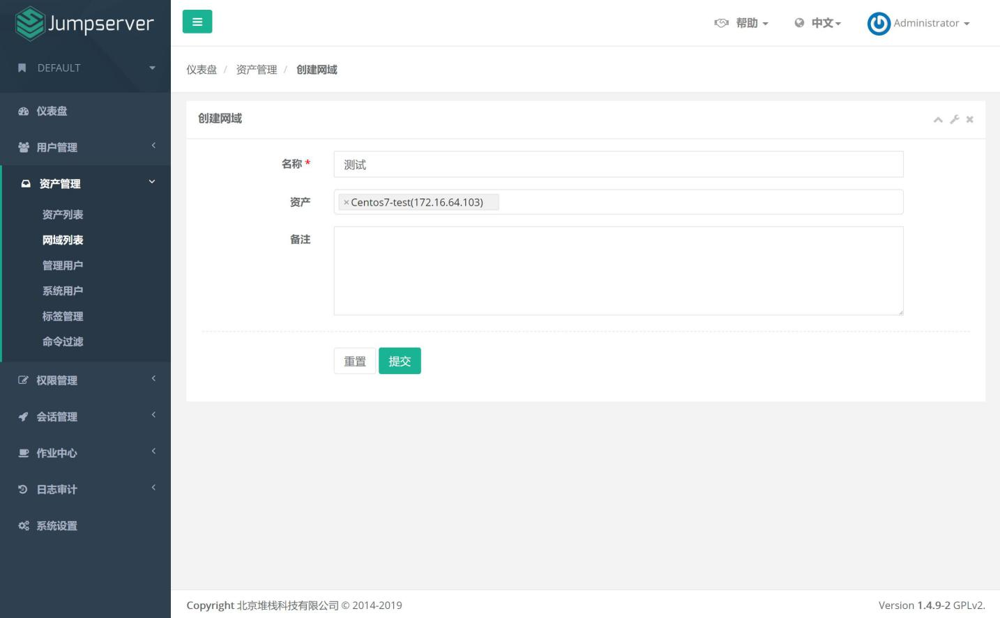 Jumpserver
帮助
中文
Administrator
DEFAULT
仪表盘 / 资产管理 / 创建网域
仪表盘
用户管理
资产管理
资产列表
网域列表
管理用户
系统用户
标签管理
命令过滤
权限管理
会话管理
作业中心
日志审计
系统设置
创建网域
名称 *
测试
资产
×Centos7-test(172.16.64.103)
备注
重置
提交
Copyright 北京堆栈科技有限公司 © 2014-2019
Version 1.4.9-2 GPLv2.